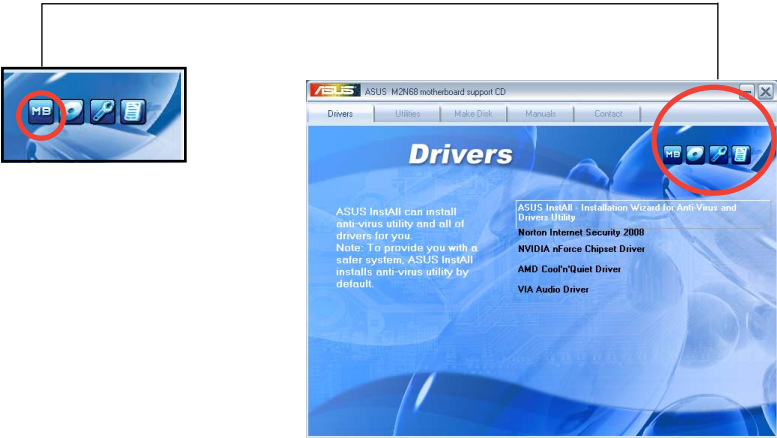 MB
ASUS M2N68 motherboard support CD
Drivers
Utilities
Make Disk
Manuals
Contact
Drivers
MB
ASUS InstAll can install
anti-virus utility and all of
drivers for you.
Note: To provide you with a
safer system, ASUS InstAll
installs anti-virus utility by
default.
ASUS InstAll - Installation Wizard for Anti-Virus and
Drivers Utility
Norton Internet Security 2008
NVIDIA nForce Chipset Driver
AMD Cool'n'Quiet Driver
VIA Audio Driver